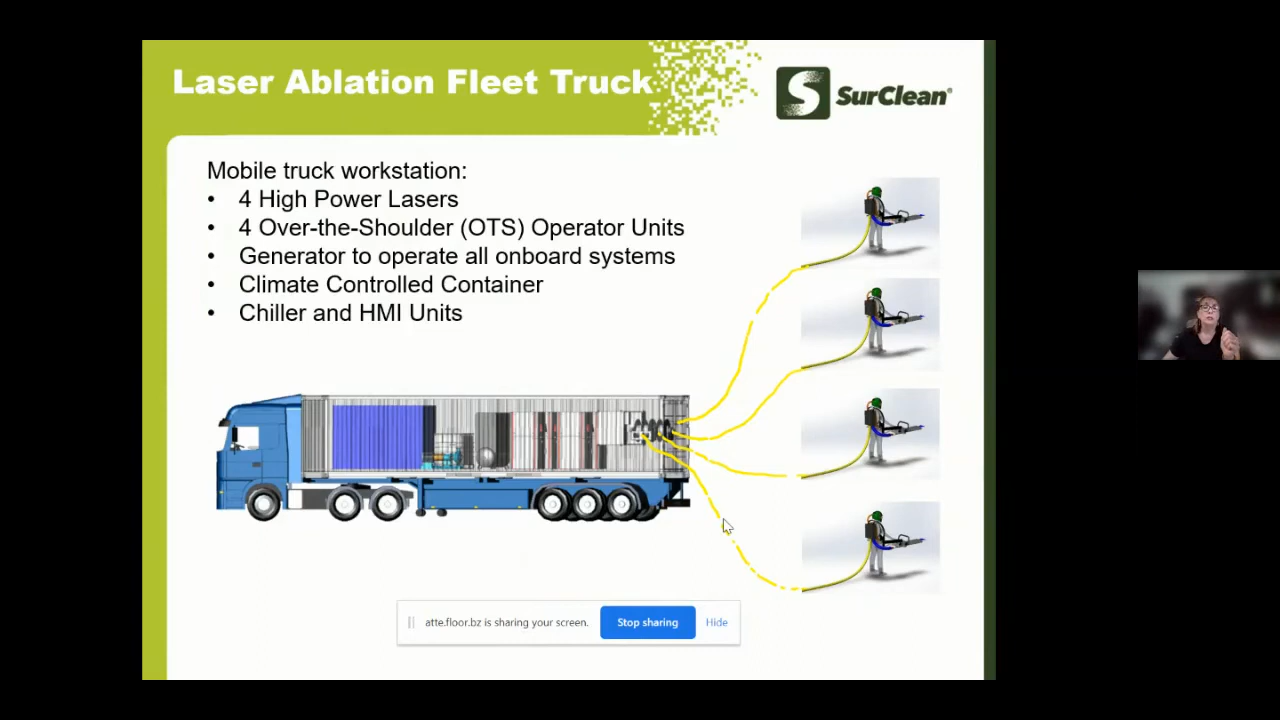 Laser Ablation Fleet Truck
SurClean®
Mobile truck workstation:
• 4 High Power Lasers
• 4 Over-the-Shoulder (OTS) Operator Units
• Generator to operate all onboard systems
• Climate Controlled Container
• Chiller and HMI Units
atte.floor.bz is sharing your screen.
Stop sharing
Hide